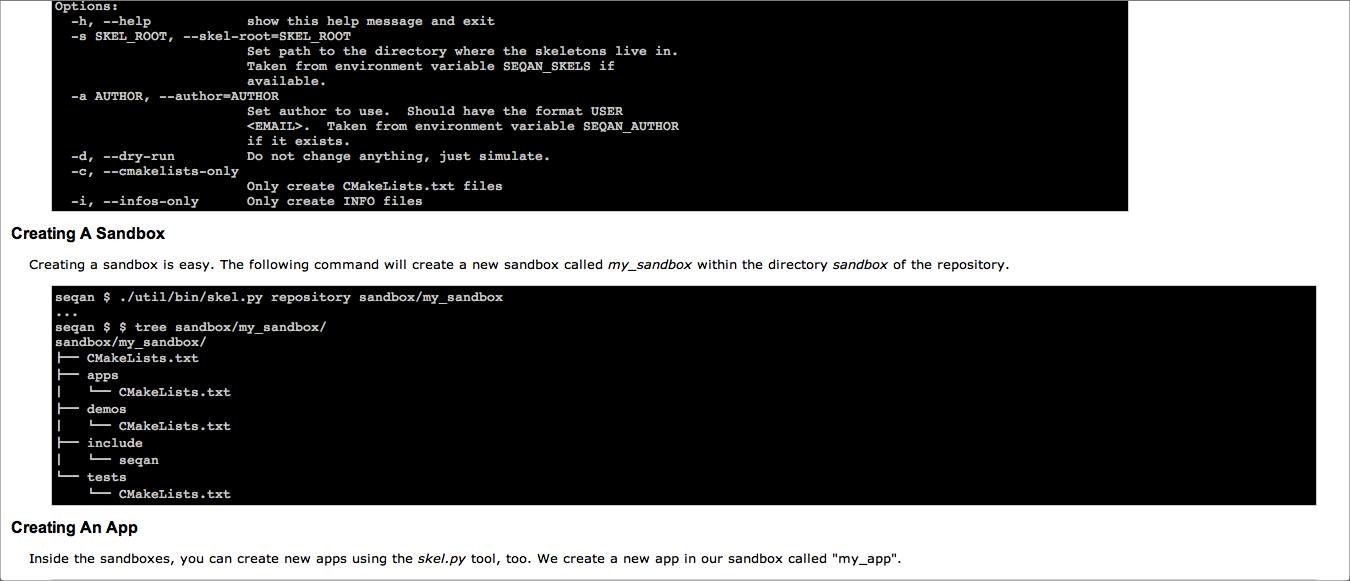 Options:
  -h, --help            show this help message and exit
  -s SKEL_ROOT, --skel-root=SKEL_ROOT
                        Set path to the directory where the skeletons live in.
                        Taken from environment variable SEQAN_SKELS if
                        available.
  -a AUTHOR, --author=AUTHOR
                        Set author to use.  Should have the format USER
                        <EMAIL>.  Taken from environment variable SEQAN_AUTHOR
                        if it exists.
  -d, --dry-run         Do not change anything, just simulate.
  -c, --cmakelists-only
                        Only create CMakeLists.txt files
  -i, --infos-only      Only create INFO files
Creating A Sandbox
Creating a sandbox is easy. The following command will create a new sandbox called my_sandbox within the directory sandbox of the repository.
seqan $ ./util/bin/skel.py repository sandbox/my_sandbox
...
seqan $ $ tree sandbox/my_sandbox/
sandbox/my_sandbox/
├── CMakeLists.txt
├── apps
│   └── CMakeLists.txt
├── demos
│   └── CMakeLists.txt
├── include
│   └── seqan
└── tests
    └── CMakeLists.txt
Creating An App
Inside the sandboxes, you can create new apps using the skel.py tool, too. We create a new app in our sandbox called "my_app".